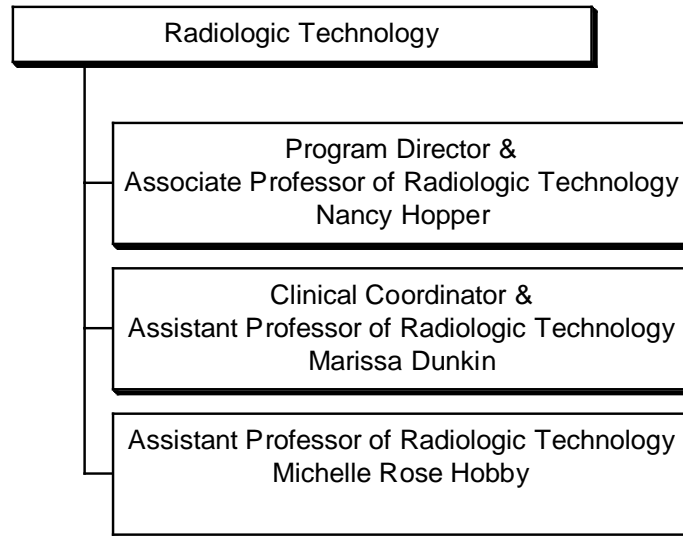 Radiologic Technology
Program Director &
Associate Professor of Radiologic Technology
Nancy Hopper
Clinical Coordinator &
Assistant Professor of Radiologic Technology
Marissa Dunkin
Assistant Professor of Radiologic Technology
Michelle Rose Hobby